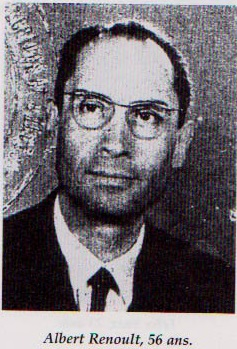 Albert Renoult, 56 ans.